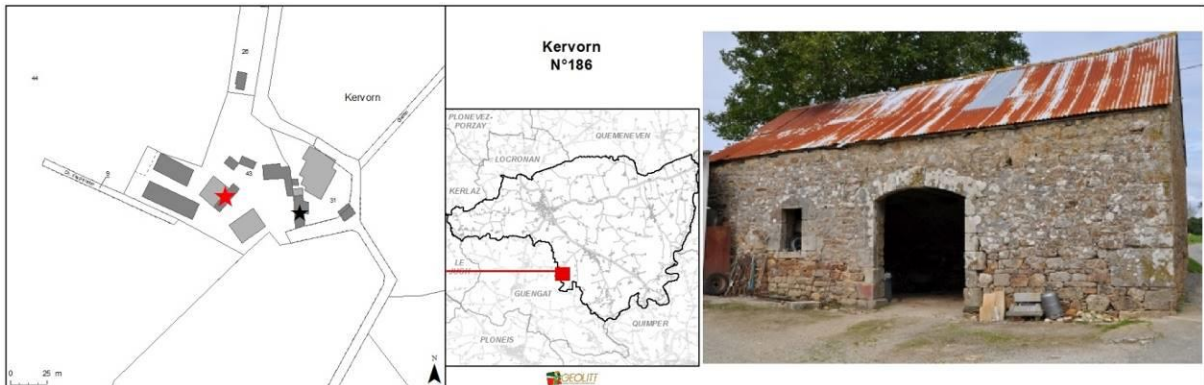 26
44
Kervorn
9
43
31
0 25 m
N
Kervorn
N°186
PLONEVEZ-
PORZAY
QUEMENEVEN
LOCRONAN
KERLAZ
LE
GUENGAT
QUIMPER
PLONEIS
GEOLITT